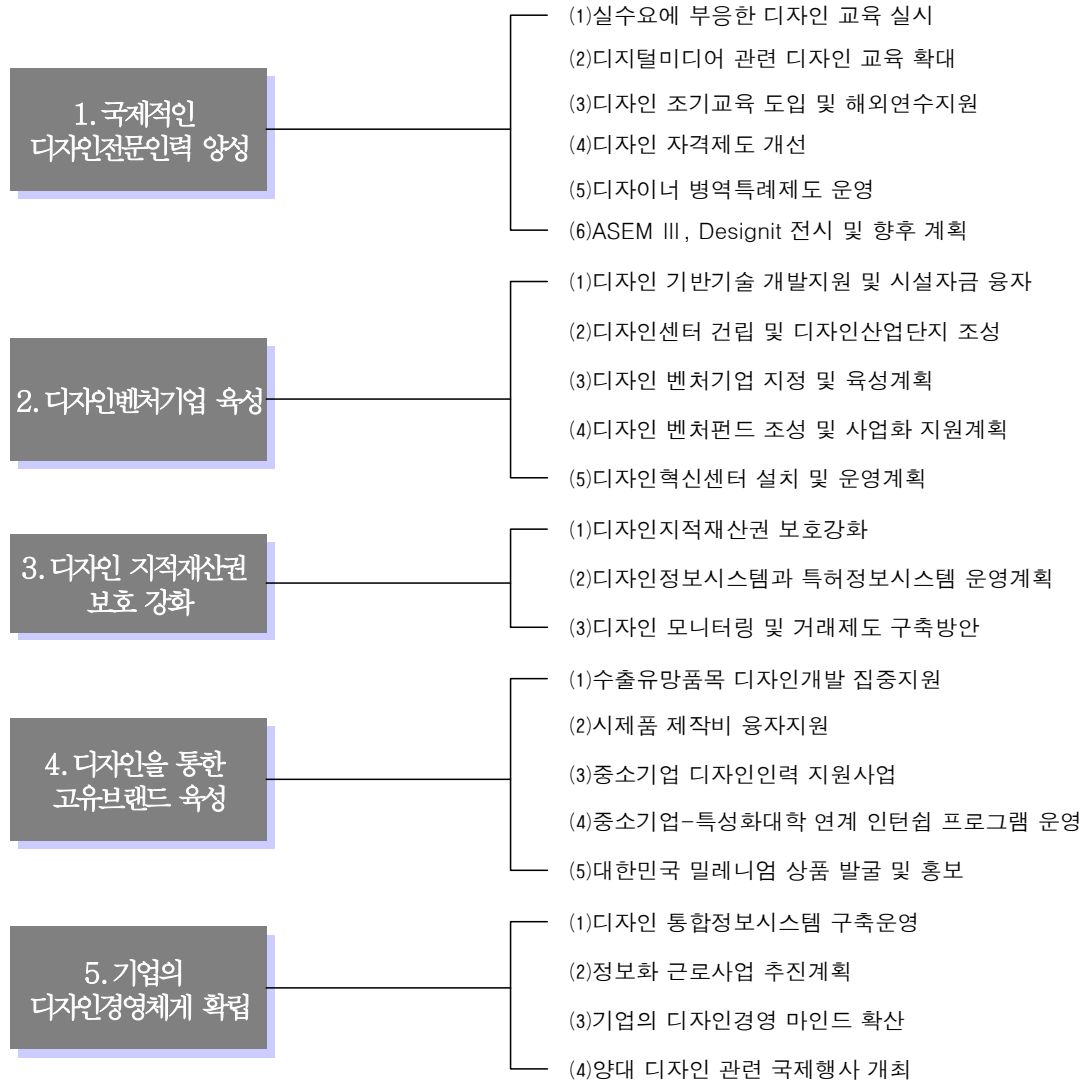 1. 국제적인
디자인전문인력 양성
(1)실수요에 부응한 디자인 교육 실시
(2)디지털미디어 관련 디자인 교육 확대
(3)디자인 조기교육 도입 및 해외연수지원
(4)디자인 자격제도 개선
(5)디자이너 병역특례제도 운영
(6)ASEM Ⅲ, Designit 전시 및 향후 계획
2. 디자인벤처기업 육성
(1)디자인 기반기술 개발지원 및 시설자금 융자
(2)디자인센터 건립 및 디자인산업단지 조성
(3)디자인 벤처기업 지정 및 육성계획
(4)디자인 벤처펀드 조성 및 사업화 지원계획
(5)디자인혁신센터 설치 및 운영계획
3. 디자인 지적재산권
보호 강화
(1)디자인지적재산권 보호강화
(2)디자인정보시스템과 특허정보시스템 운영계획
(3)디자인 모니터링 및 거래제도 구축방안
4. 디자인을 통한
고유브랜드 육성
(1)수출유망품목 디자인개발 집중지원
(2)시제품 제작비 융자지원
(3)중소기업 디자인인력 지원사업
(4)중소기업-특성화대학 연계 인턴쉽 프로그램 운영
(5)대한민국 밀레니엄 상품 발굴 및 홍보
5. 기업의
디자인경영체게 확립
(1)디자인 통합정보시스템 구축운영
(2)정보화 근로사업 추진계획
(3)기업의 디자인경영 마인드 확산
(4)양대 디자인 관련 국제행사 개최